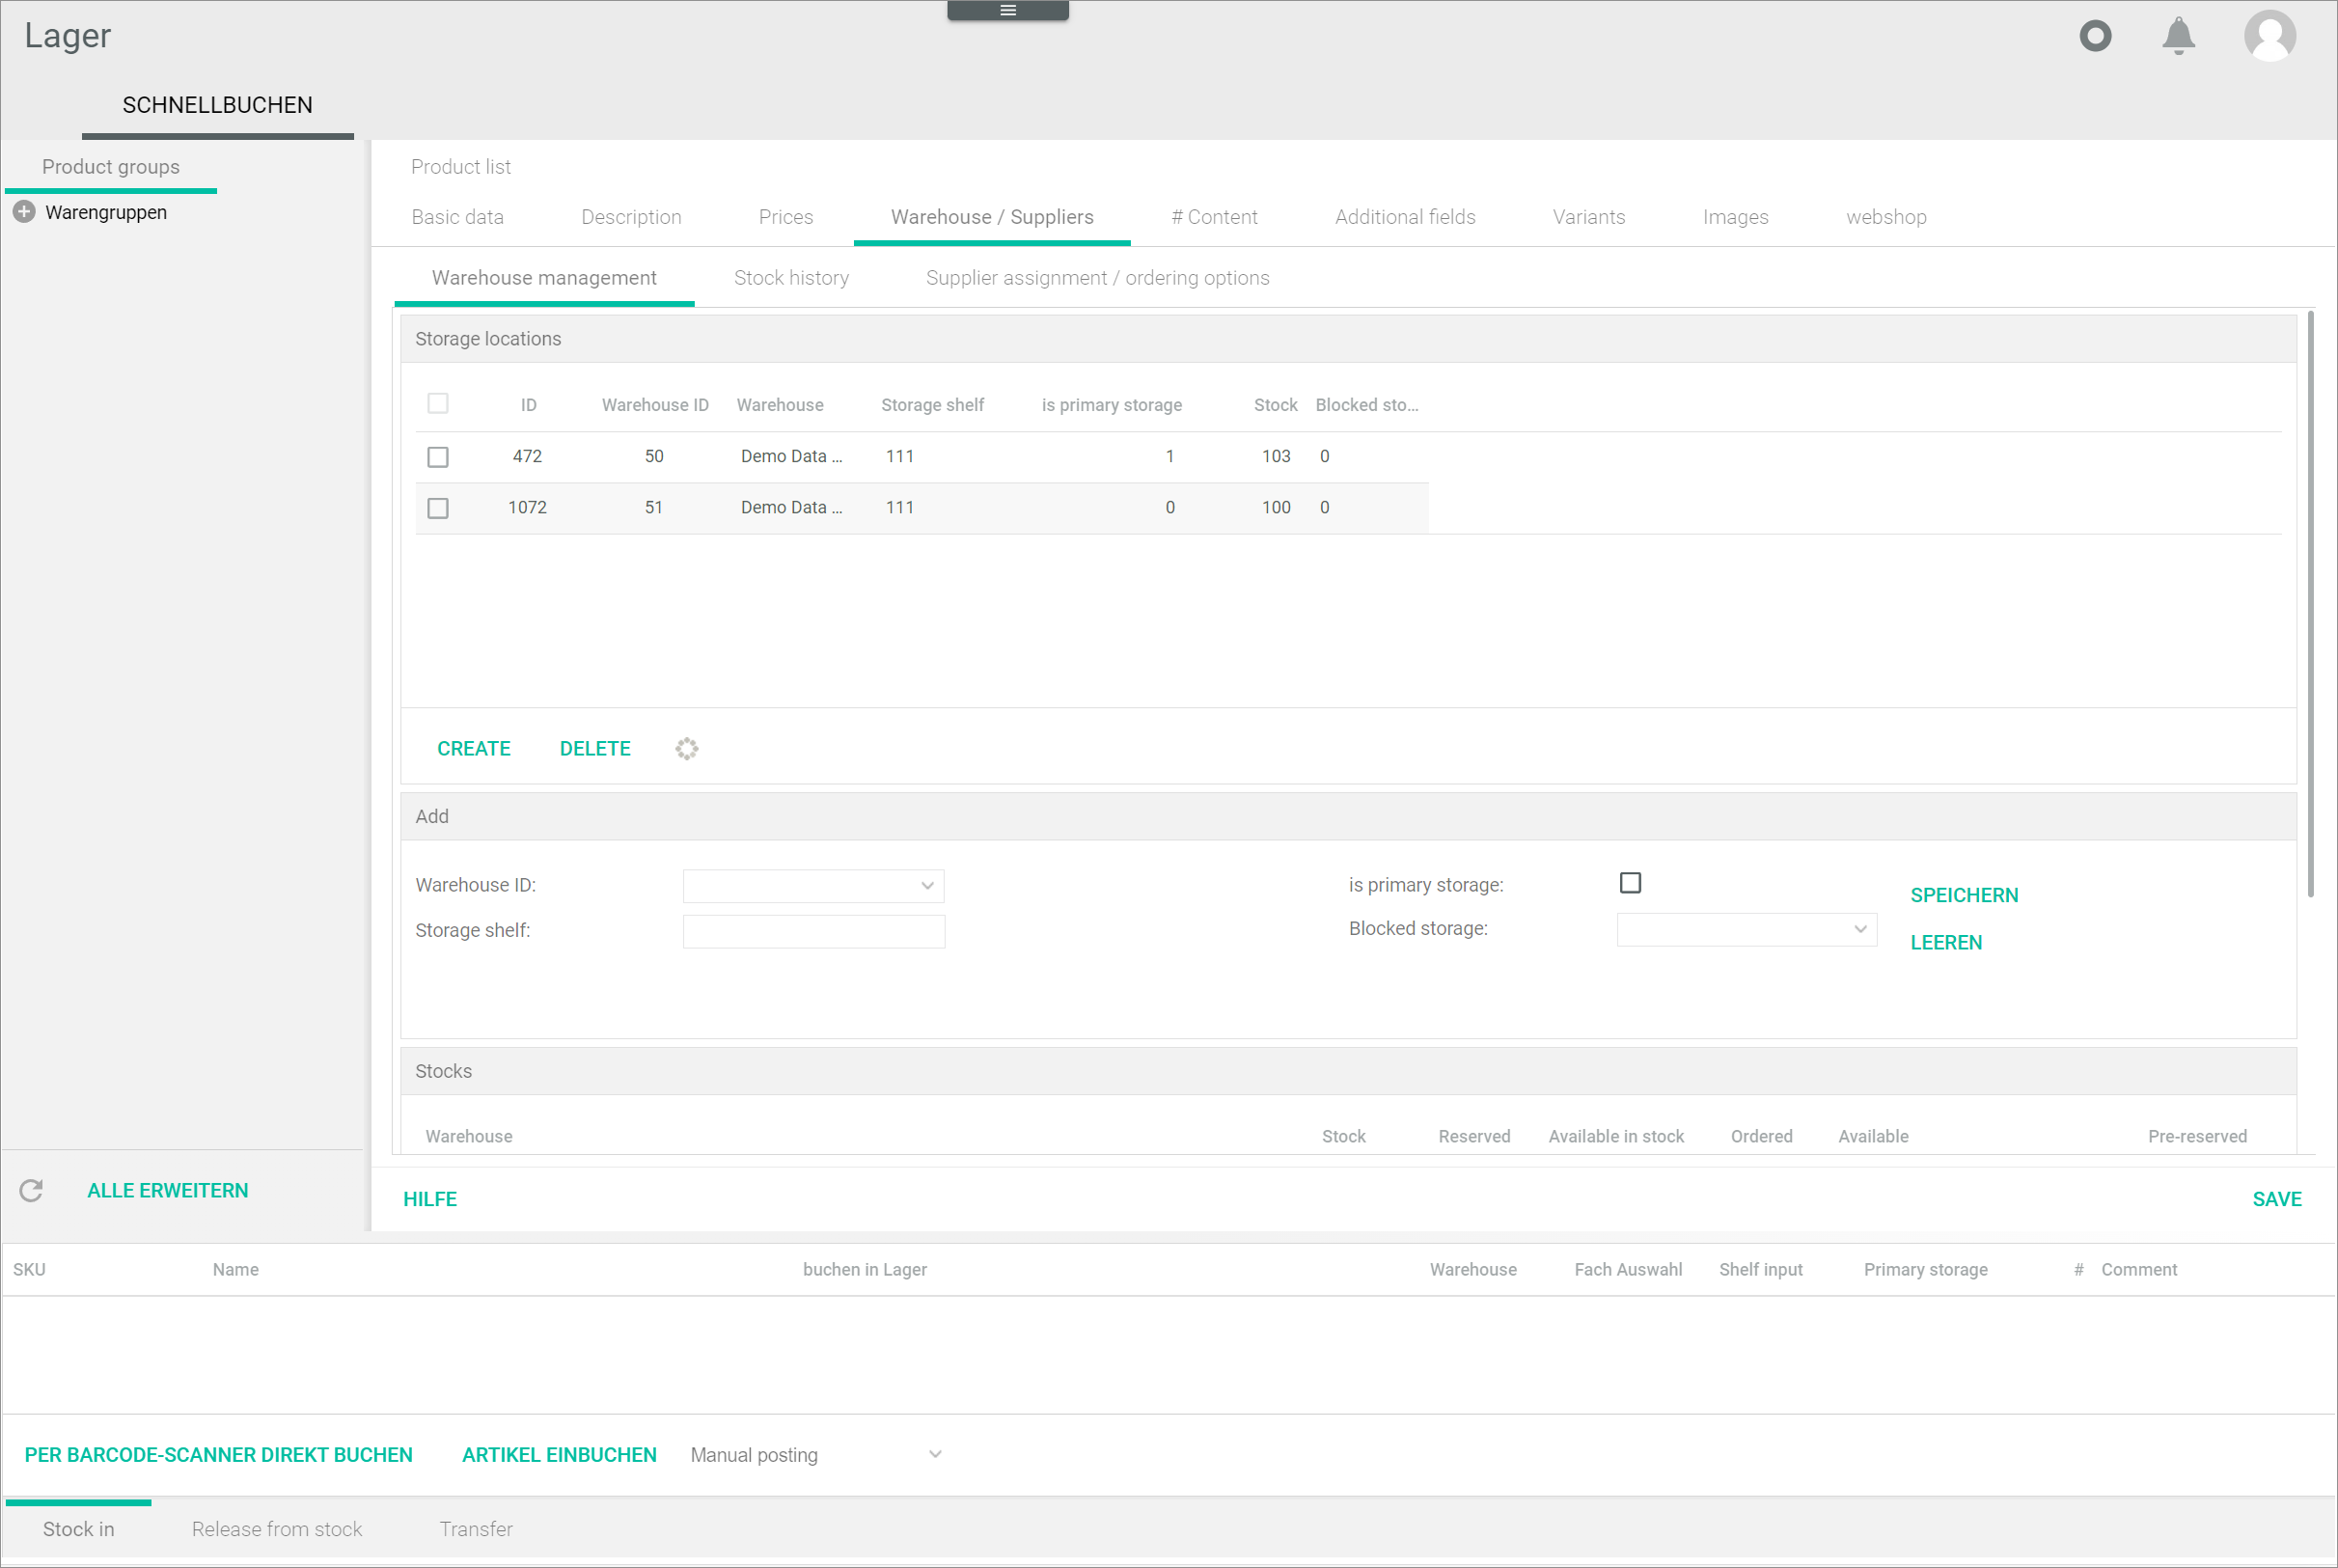 Lager
SCHNELLBUCHEN
Product groups
Warengruppen
Product list
Basic data Description Prices Warehouse / Suppliers # Content Additional fields Variants Images webshop
Warehouse management Stock history Supplier assignment / ordering options
Storage locations
ID Warehouse ID Warehouse Storage shelf is primary storage Stock Blocked sto...
472 50 Demo Data ... 111 1 103 0
1072 51 Demo Data ... 111 0 100 0
CREATE DELETE
Add
Warehouse ID: is primary storage: SPEICHERN
Storage shelf: Blocked storage: LEEREN
Stocks
Warehouse Stock Reserved Available in stock Ordered Available Pre-reserved
ALLE ERWEITERN HILFE SAVE
SKU Name buchen in Lager Warehouse Fach Auswahl Shelf input Primary storage # Comment
PER BARCODE-SCANNER DIREKT BUCHEN ARTIKEL EINBUCHEN Manual posting
Stock in Release from stock Transfer